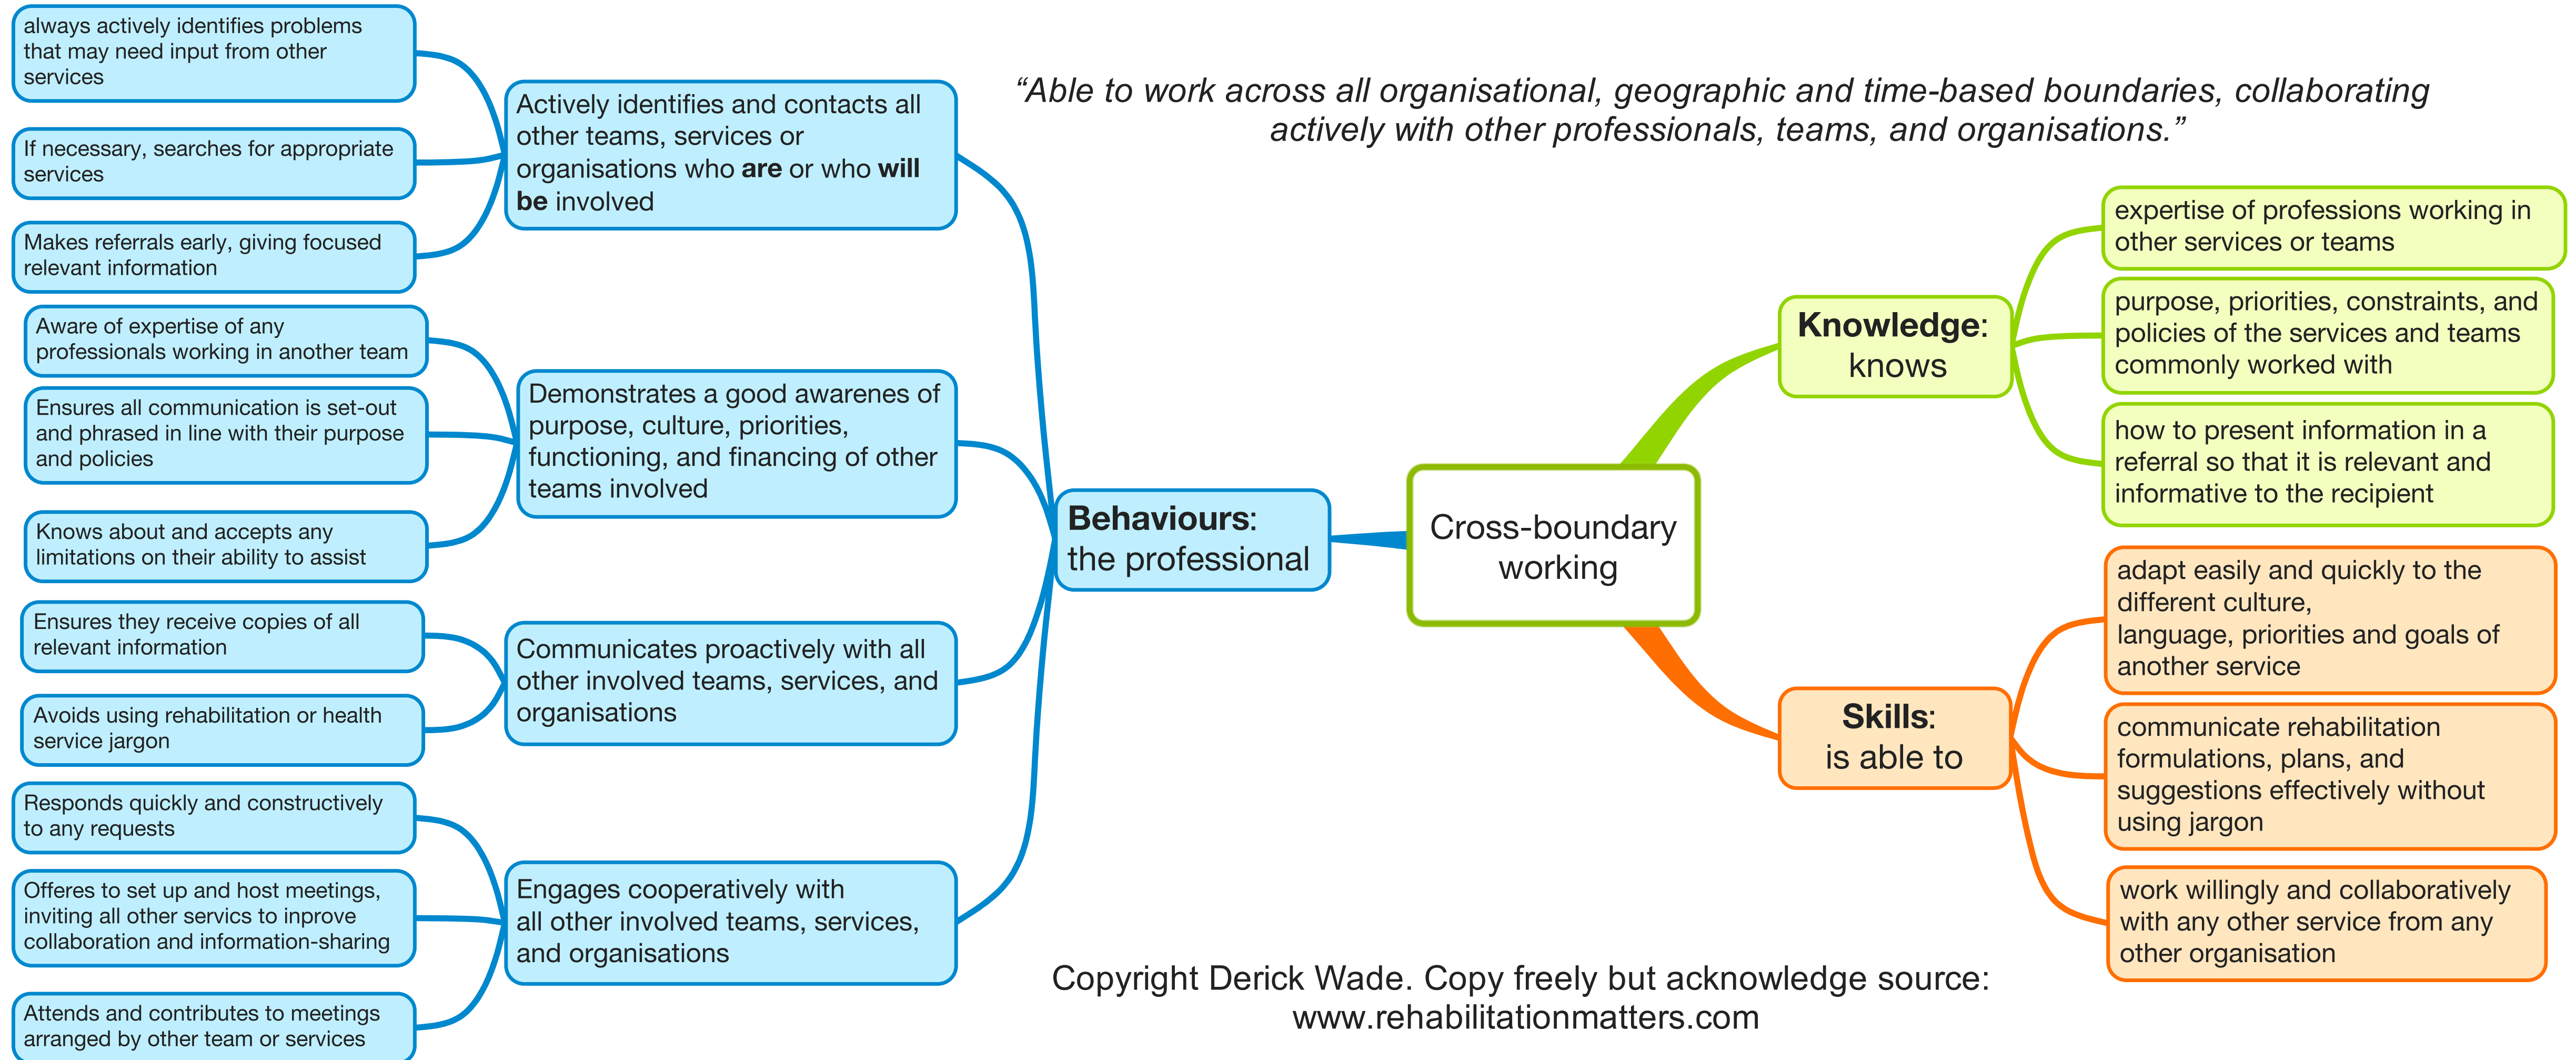 always actively identifies problems
that may need input from other
services
If necessary, searches for appropriate
services
Makes referrals early, giving focused
relevant information
Actively identifies and contacts all
other teams, services or
organisations who are or who will
be involved
Aware of expertise of any
professionals working in another team
Ensures all communication is set-out
and phrased in line with their purpose
and policies
Knows about and accepts any
limitations on their ability to assist
Demonstrates a good awarenes of
purpose, culture, priorities,
functioning, and financing of other
teams involved
Ensures they receive copies of all
relevant information
Avoids using rehabilitation or health
service jargon
Communicates proactively with all
other involved teams, services, and
organisations
Responds quickly and constructively
to any requests
Offeres to set up and host meetings,
inviting all other servics to inprove
collaboration and information-sharing
Attends and contributes to meetings
arranged by other team or services
Engages cooperatively with
all other involved teams, services,
and organisations
Behaviours:
the professional
“Able to work across all organisational, geographic and time-based boundaries, collaborating
actively with other professionals, teams, and organisations.”
Cross-boundary
working
Knowledge:
knows
expertise of professions working in
other services or teams
purpose, priorities, constraints, and
policies of the services and teams
commonly worked with
how to present information in a
referral so that it is relevant and
informative to the recipient
Skills:
is able to
adapt easily and quickly to the
different culture,
language, priorities and goals of
another service
communicate rehabilitation
formulations, plans, and
suggestions effectively without
using jargon
work willingly and collaboratively
with any other service from any
other organisation
Copyright Derick Wade. Copy freely but acknowledge source:
www.rehabilitationmatters.com